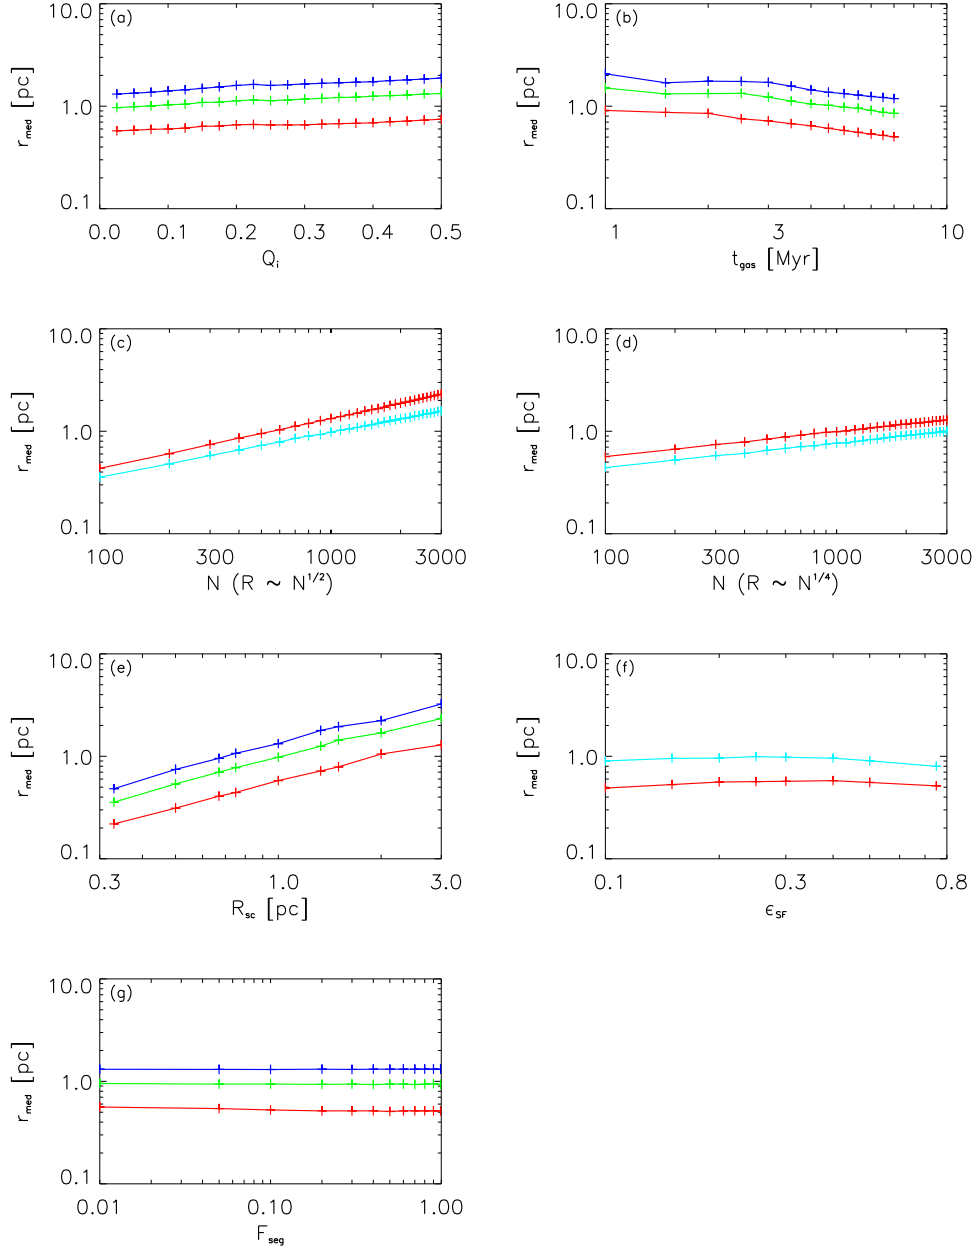 (a)
10.0
1.0
0.1
r_med [pc]
0.0 0.1 0.2 0.3 0.4 0.5
Q_i
(b)
10.0
1.0
0.1
r_med [pc]
1 3 10
t_gas [Myr]
(c)
10.0
1.0
0.1
r_med [pc]
100 300 1000 3000
N (R ~ N^1/2)
(d)
10.0
1.0
0.1
r_med [pc]
100 300 1000 3000
N (R ~ N^1/4)
(e)
10.0
1.0
0.1
r_med [pc]
0.3 1.0 3.0
R_sc [pc]
(f)
10.0
1.0
0.1
r_med [pc]
0.1 0.3 0.8
ϵ_SF
(g)
10.0
1.0
0.1
r_med [pc]
0.01 0.10 1.00
F_seg